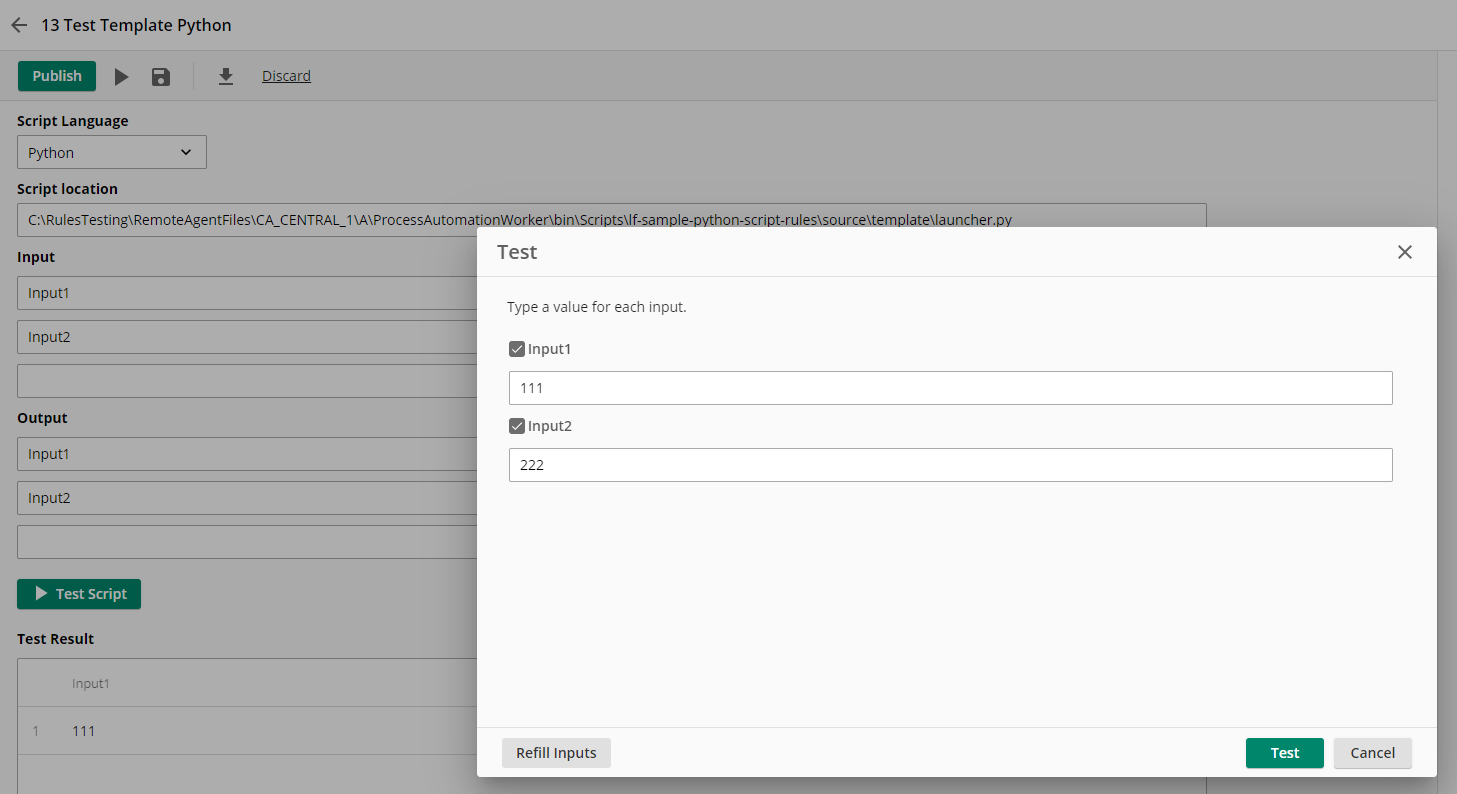 13 Test Template Python
Publish
Discard
Script Language
Python
Script location
C:\RulesTesting\RemoteAgentFiles\CA_CENTRAL_1\A\ProcessAutomationWorker\bin\Scripts\lf-sample-python-script-rules\source\template\launcher.py
Input
Input1
Input2
Output
Input1
Input2
Test Script
Test Result
Input1
1 111
Test
Type a value for each input.
Input1
111
Input2
222
Refill Inputs
Test
Cancel